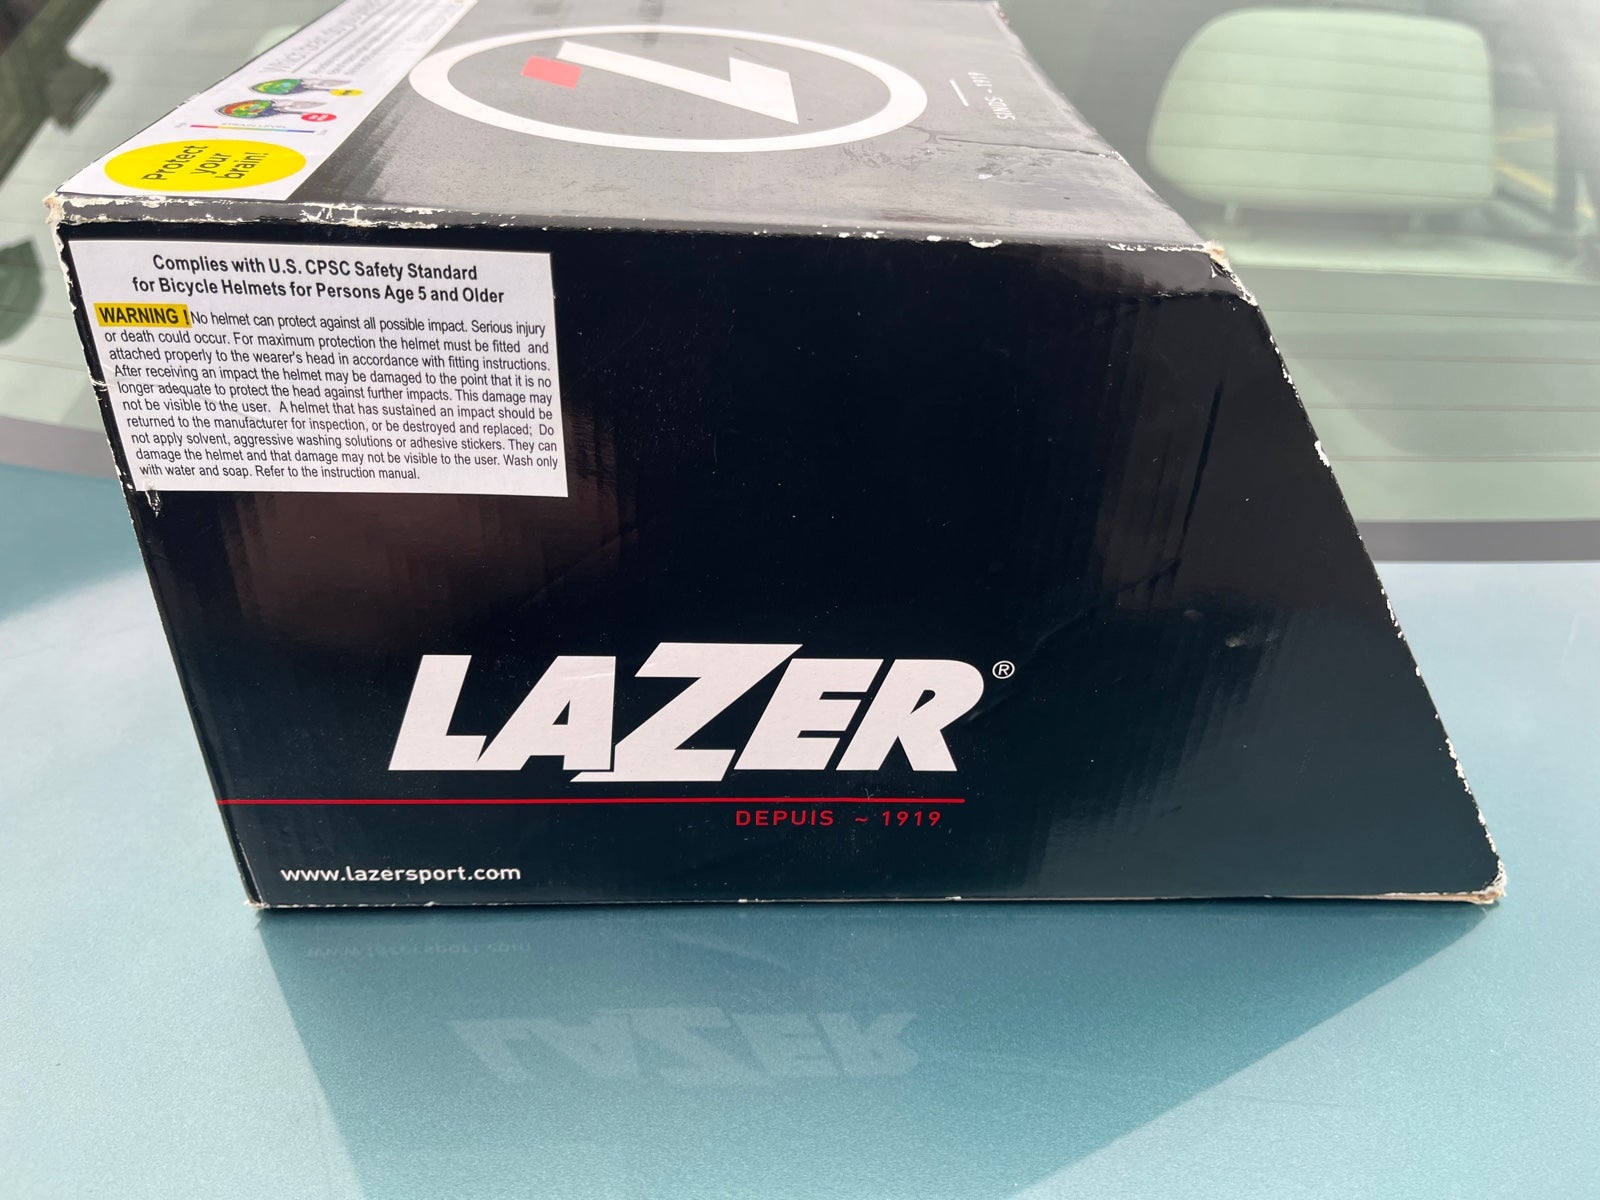 SINDS ~ 1919
STRAIN LEVEL
Protect
your
brain!
Complies with U.S. CPSC Safety Standard
for Bicycle Helmets for Persons Age 5 and Older
WARNING ! No helmet can protect against all possible impact. Serious injury
or death could occur. For maximum protection the helmet must be fitted and
attached properly to the wearer's head in accordance with fitting instructions.
After receiving an impact the helmet may be damaged to the point that it is no
longer adequate to protect the head against further impacts. This damage may
not be visible to the user. A helmet that has sustained an impact should be
returned to the manufacturer for inspection, or be destroyed and replaced; Do
not apply solvent, aggressive washing solutions or adhesive stickers. They can
damage the helmet and that damage may not be visible to the user. Wash only
with water and soap. Refer to the instruction manual.
LAZER®
DEPUIS ~ 1919
www.lazersport.com